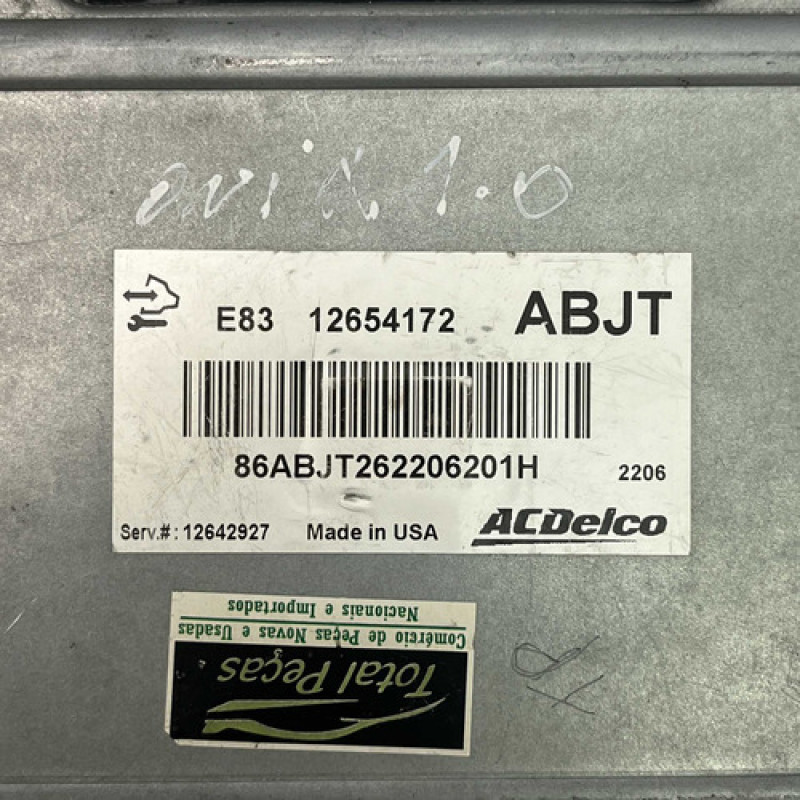 onix 1.0
E83 12654172 ABJT
86ABJT262206201H 2206
Serv.#: 12642927 Made in USA ACDelco
Total Peças
Comércio de Peças Novas e Usadas
Nacionais e Importados